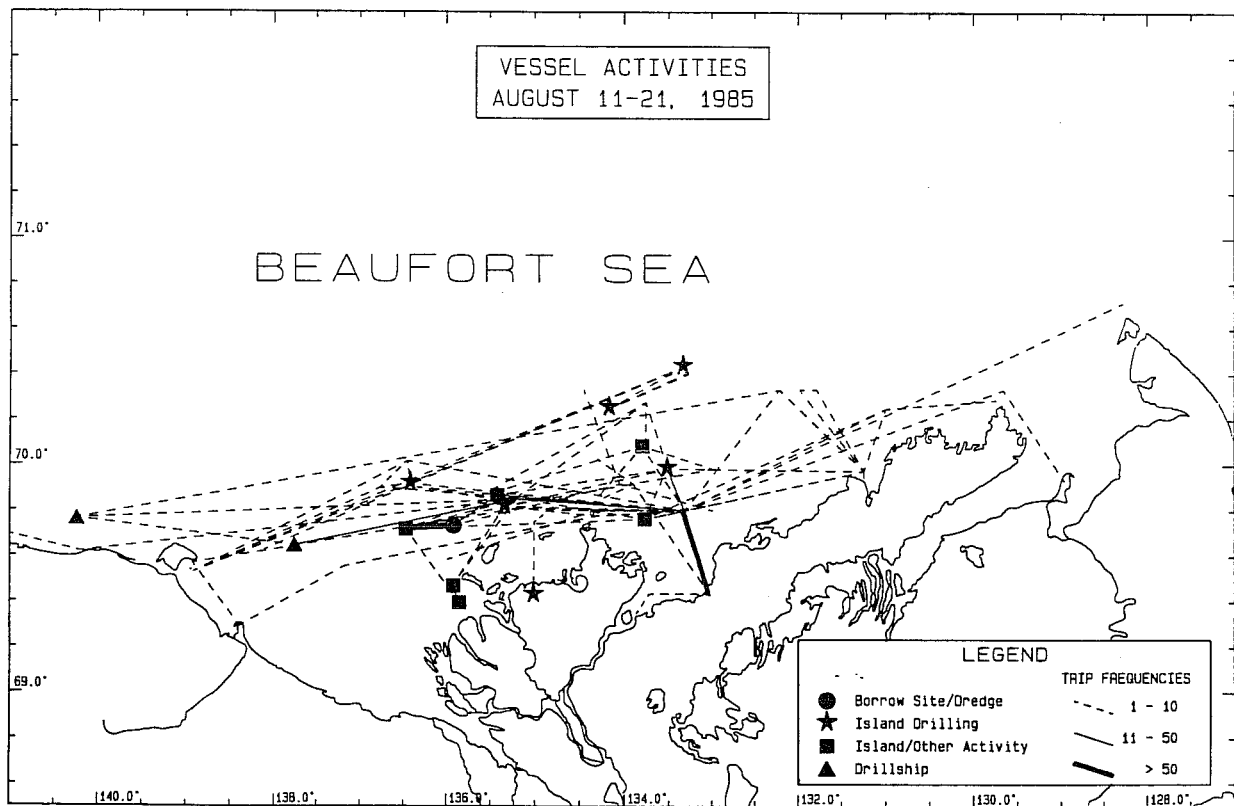 VESSEL ACTIVITIES
AUGUST 11-21, 1985
71.0°
BEAUFORT SEA
70.0°
69.0°
LEGEND
TRIP FREQUENCIES
Borrow Site/Dredge
1 - 10
Island Drilling
11 - 50
Island/Other Activity
> 50
Drillship
140.0° 138.0° 136.0° 134.0° 132.0° 130.0° 128.0°